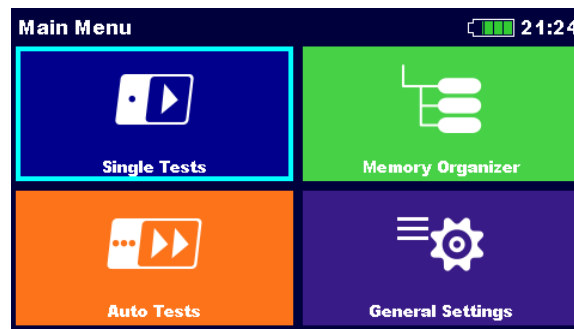 Main Menu 21:24
Single Tests
Memory Organizer
Auto Tests
General Settings